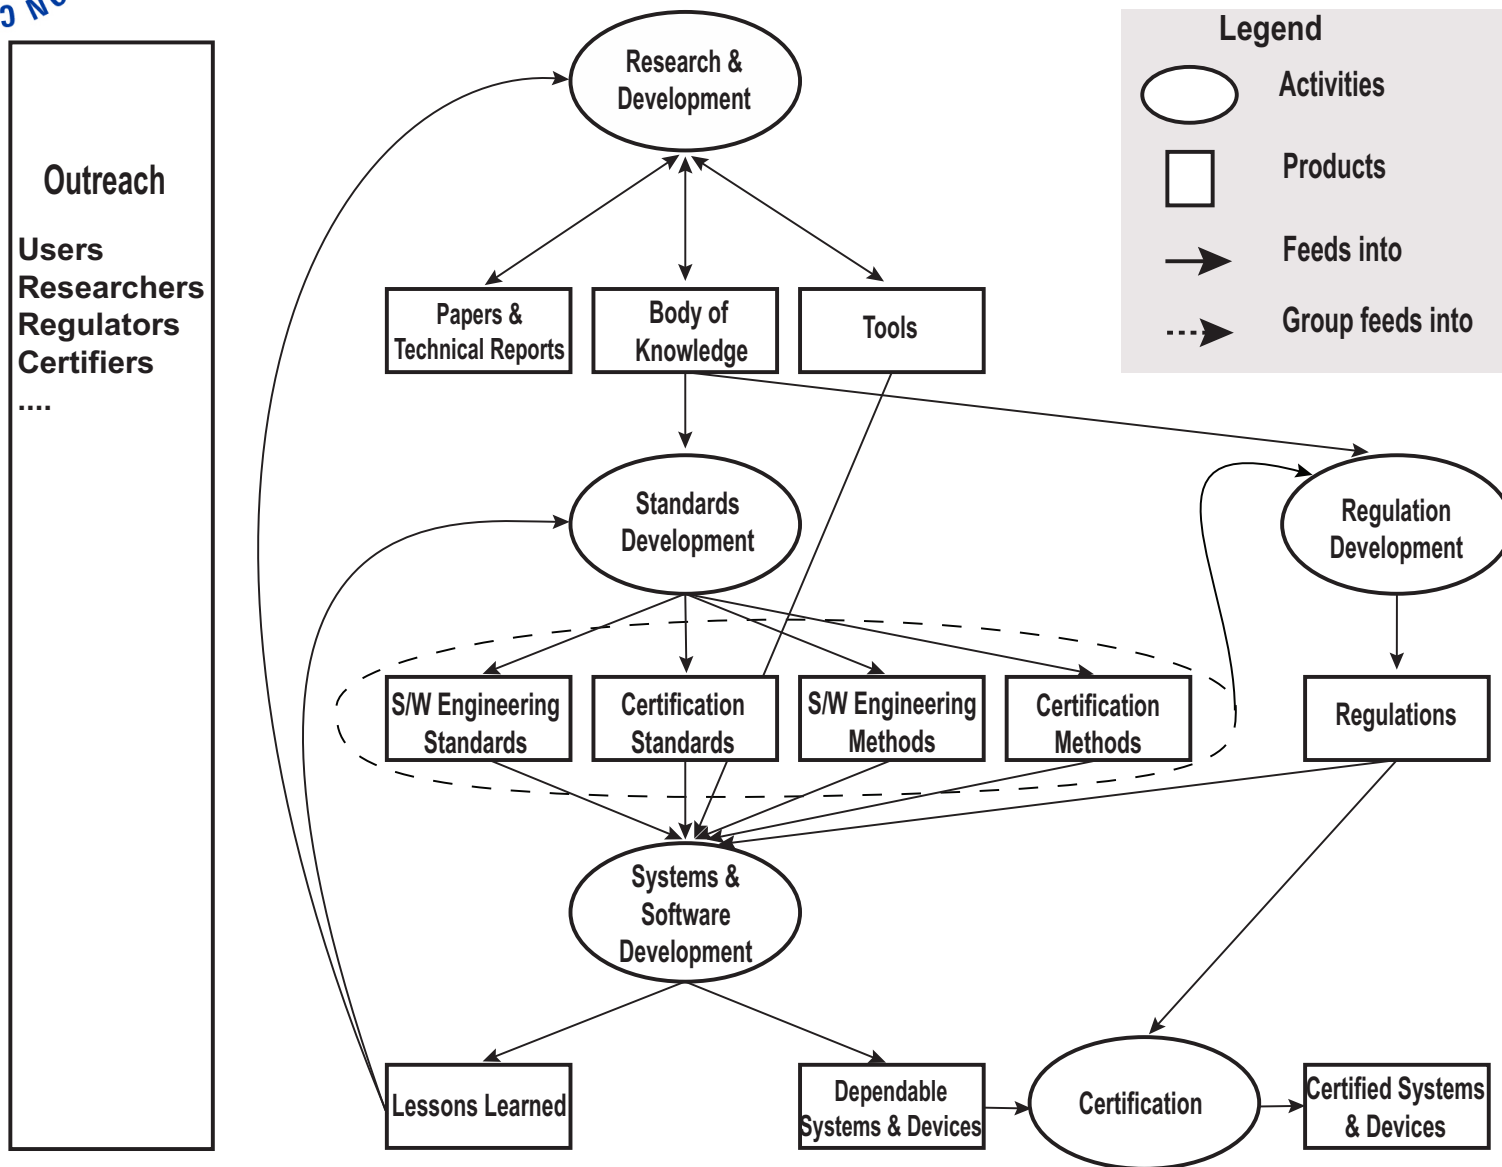 Outreach
Users
Researchers
Regulators
Certifiers
....
Research &
Development
Legend
Activities
Products
Feeds into
Group feeds into
Papers &
Technical Reports
Body of
Knowledge
Tools
Standards
Development
Regulation
Development
S/W Engineering
Standards
Certification
Standards
S/W Engineering
Methods
Certification
Methods
Regulations
Systems &
Software
Development
Lessons Learned
Dependable
Systems & Devices
Certification
Certified Systems
& Devices